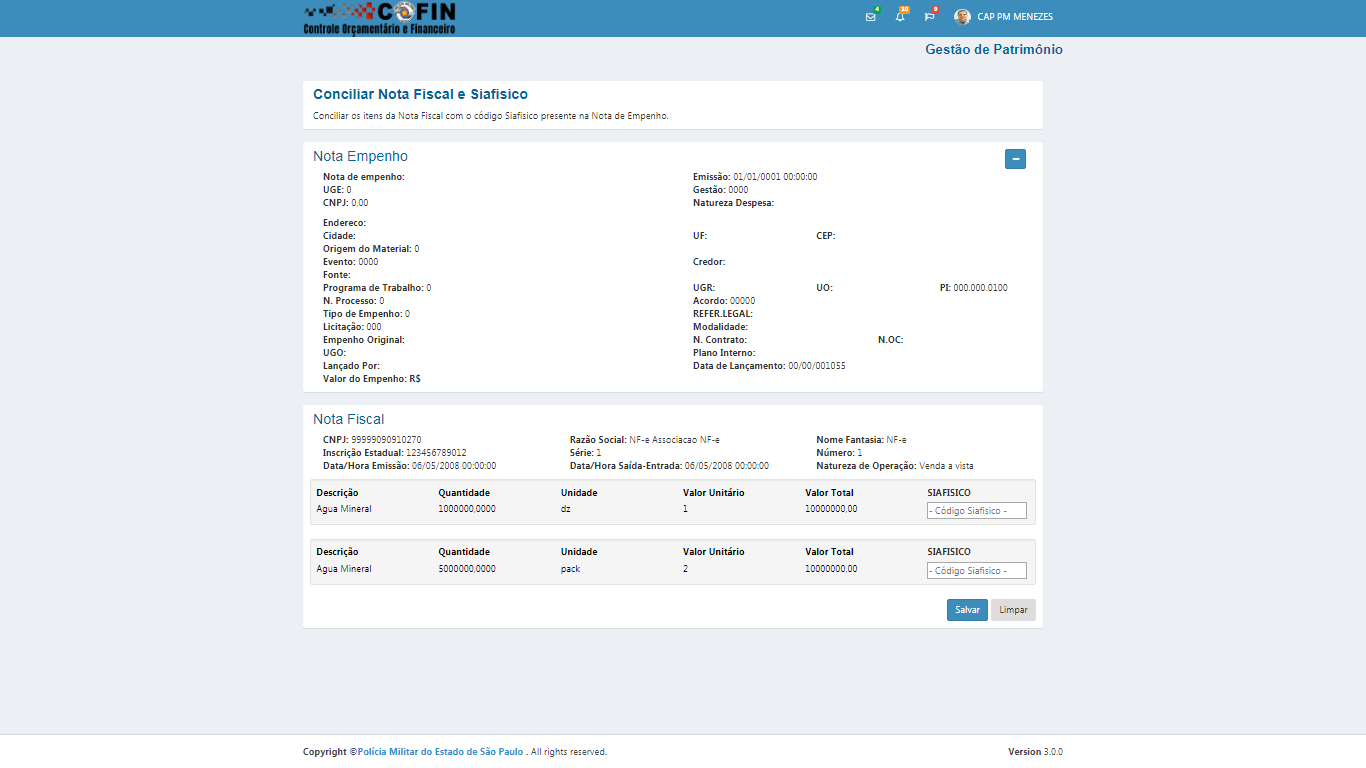 COFIN
Controle Orçamentário e Financeiro
4 10 9 CAP PM MENEZES
Gestão de Patrimônio
Conciliar Nota Fiscal e Siafisico
Conciliar os itens da Nota Fiscal com o código Siafisico presente na Nota de Empenho.
Nota Empenho
Nota de empenho: Emissão: 01/01/0001 00:00:00
UGE: 0 Gestão: 0000
CNPJ: 0,00 Natureza Despesa:
Endereco:
Cidade: UF: CEP:
Origem do Material: 0
Evento: 0000 Credor:
Fonte:
Programa de Trabalho: 0 UGR: UO: PI: 000.000.0100
N. Processo: 0 Acordo: 00000
Tipo de Empenho: 0 REFER.LEGAL:
Licitação: 000 Modalidade:
Empenho Original: N. Contrato: N.OC:
UGO: Plano Interno:
Lançado Por: Data de Lançamento: 00/00/001055
Valor do Empenho: R$
Nota Fiscal
CNPJ: 99999090910270 Razão Social: NF-e Associacao NF-e Nome Fantasia: NF-e
Inscrição Estadual: 123456789012 Série: 1 Número: 1
Data/Hora Emissão: 06/05/2008 00:00:00 Data/Hora Saída-Entrada: 06/05/2008 00:00:00 Natureza de Operação: Venda a vista
Descrição Quantidade Unidade Valor Unitário Valor Total SIAFISICO
Agua Mineral 1000000,0000 dz 1 10000000,00 - Código Siafisico -
Descrição Quantidade Unidade Valor Unitário Valor Total SIAFISICO
Agua Mineral 5000000,0000 pack 2 10000000,00 - Código Siafisico -
Salvar Limpar
Copyright ©Polícia Militar do Estado de São Paulo . All rights reserved. Version 3.0.0